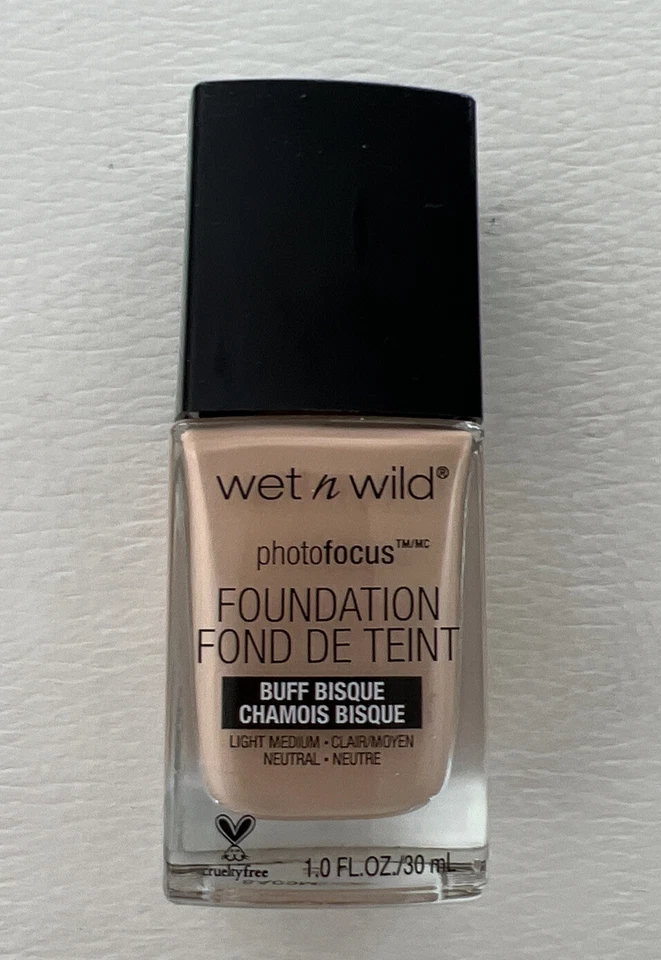 wet n wild®
photofocus™/MC
FOUNDATION
FOND DE TEINT
BUFF BISQUE
CHAMOIS BISQUE
LIGHT MEDIUM • CLAIR/MOYEN
NEUTRAL • NEUTRE
crueltyfree
1.0 FL.OZ./30 mL